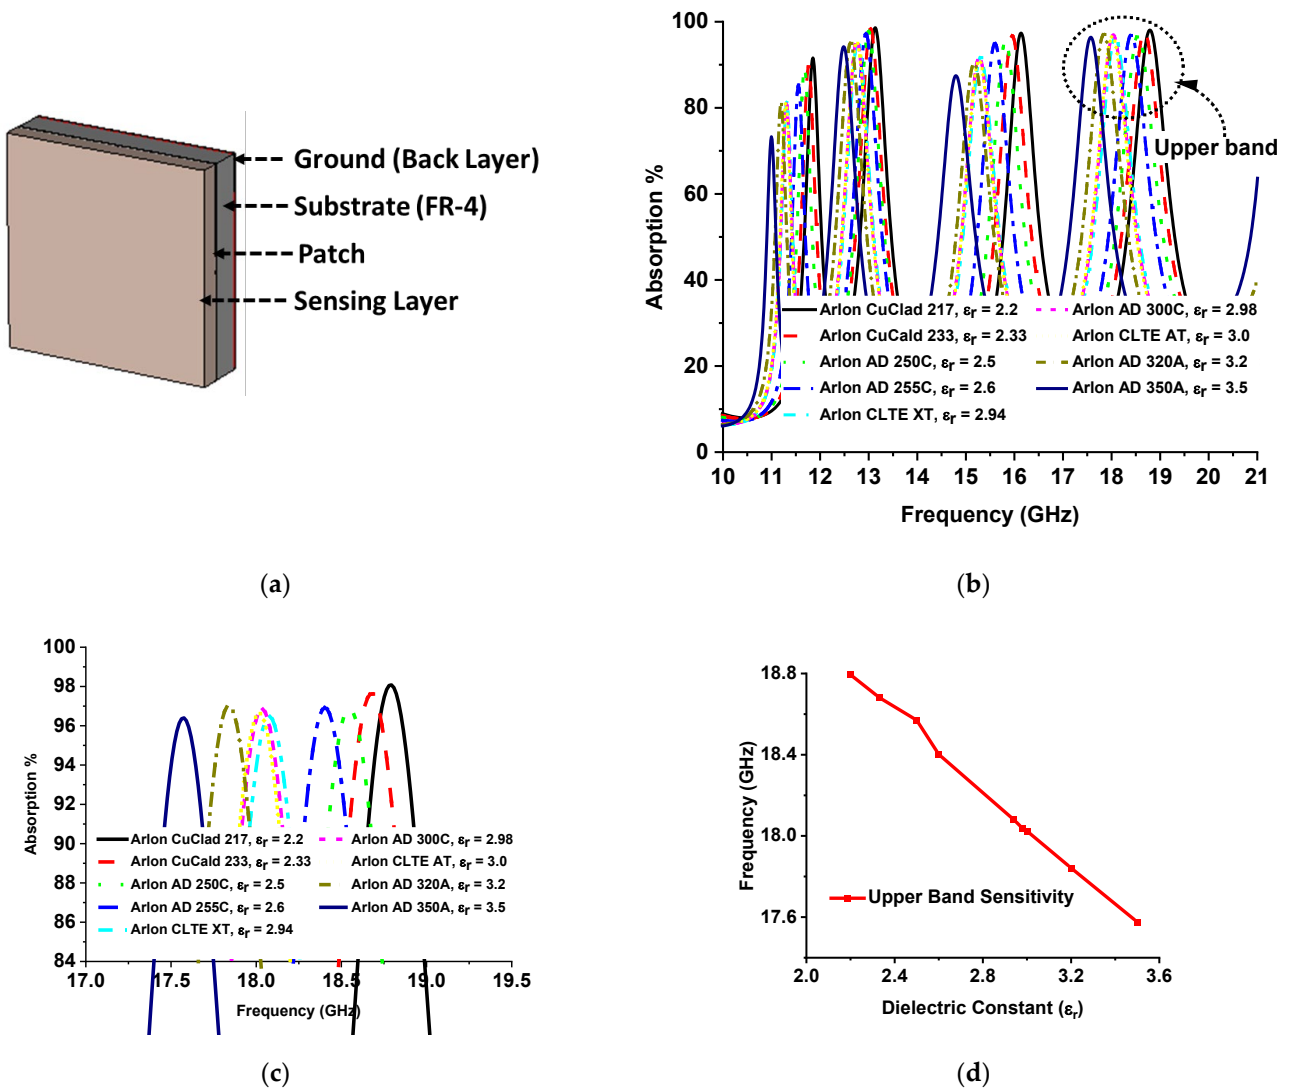 Ground (Back Layer)
Substrate (FR-4)
Patch
Sensing Layer
(a)
Absorption %
100
80
60
40
20
0
Upper band
Arlon CuClad 217, εr = 2.2
Arlon CuCald 233, εr = 2.33
Arlon AD 250C, εr = 2.5
Arlon AD 255C, εr = 2.6
Arlon CLTE XT, εr = 2.94
Arlon AD 300C, εr = 2.98
Arlon CLTE AT, εr = 3.0
Arlon AD 320A, εr = 3.2
Arlon AD 350A, εr = 3.5
10 11 12 13 14 15 16 17 18 19 20 21
Frequency (GHz)
(b)
Absorption %
100
98
96
94
92
90
88
86
84
Arlon CuClad 217, εr = 2.2
Arlon CuCald 233, εr = 2.33
Arlon AD 250C, εr = 2.5
Arlon AD 255C, εr = 2.6
Arlon CLTE XT, εr = 2.94
Arlon AD 300C, εr = 2.98
Arlon CLTE AT, εr = 3.0
Arlon AD 320A, εr = 3.2
Arlon AD 350A, εr = 3.5
17.0 17.5 18.0 18.5 19.0 19.5
Frequency (GHz)
(c)
Frequency (GHz)
18.8
18.4
18.0
17.6
Upper Band Sensitivity
2.0 2.4 2.8 3.2 3.6
Dielectric Constant (εr)
(d)